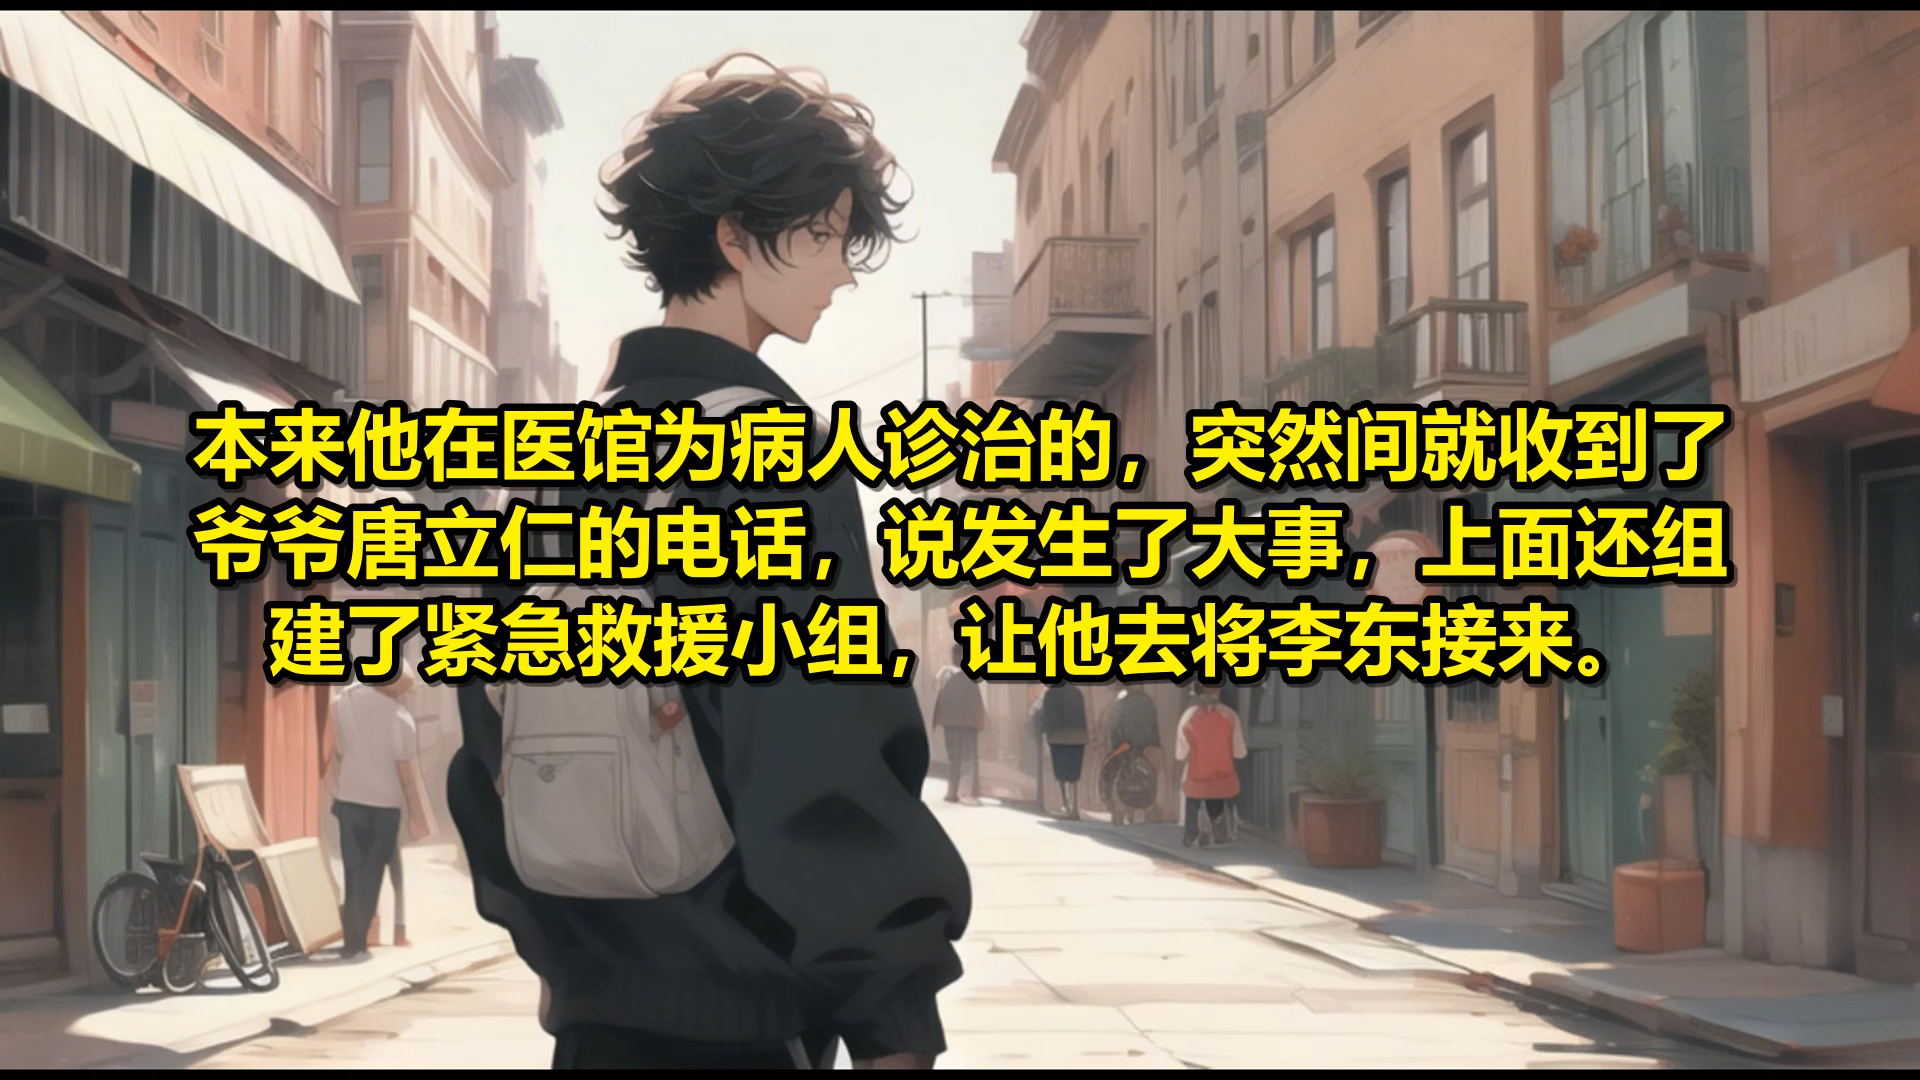 本来他在医馆为病人诊治的，突然间就收到了
爷爷唐立仁的电话，说发生了大事，上面还组
建了紧急救援小组，让他去将李东接来。